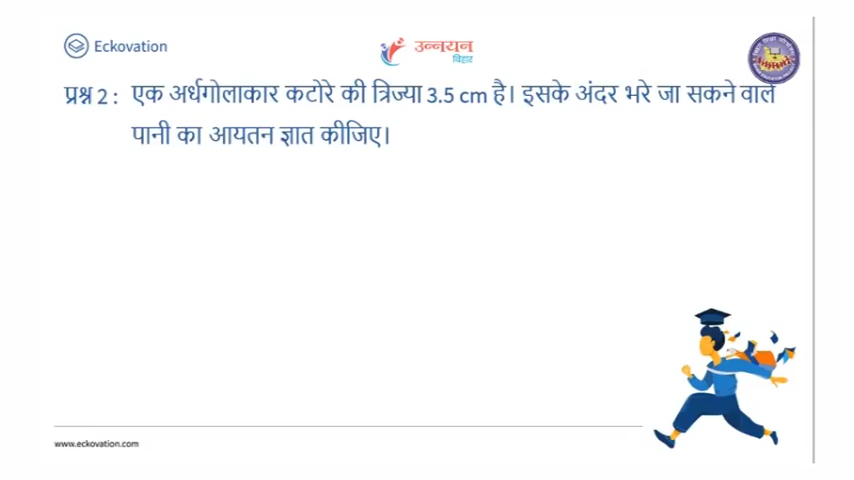 Eckovation
उन्नयन
बिहार
प्रश्न 2 : एक अर्धगोलाकार कटोरे की त्रिज्या 3.5 cm है। इसके अंदर भरे जा सकने वाले
पानी का आयतन ज्ञात कीजिए।
www.eckovation.com